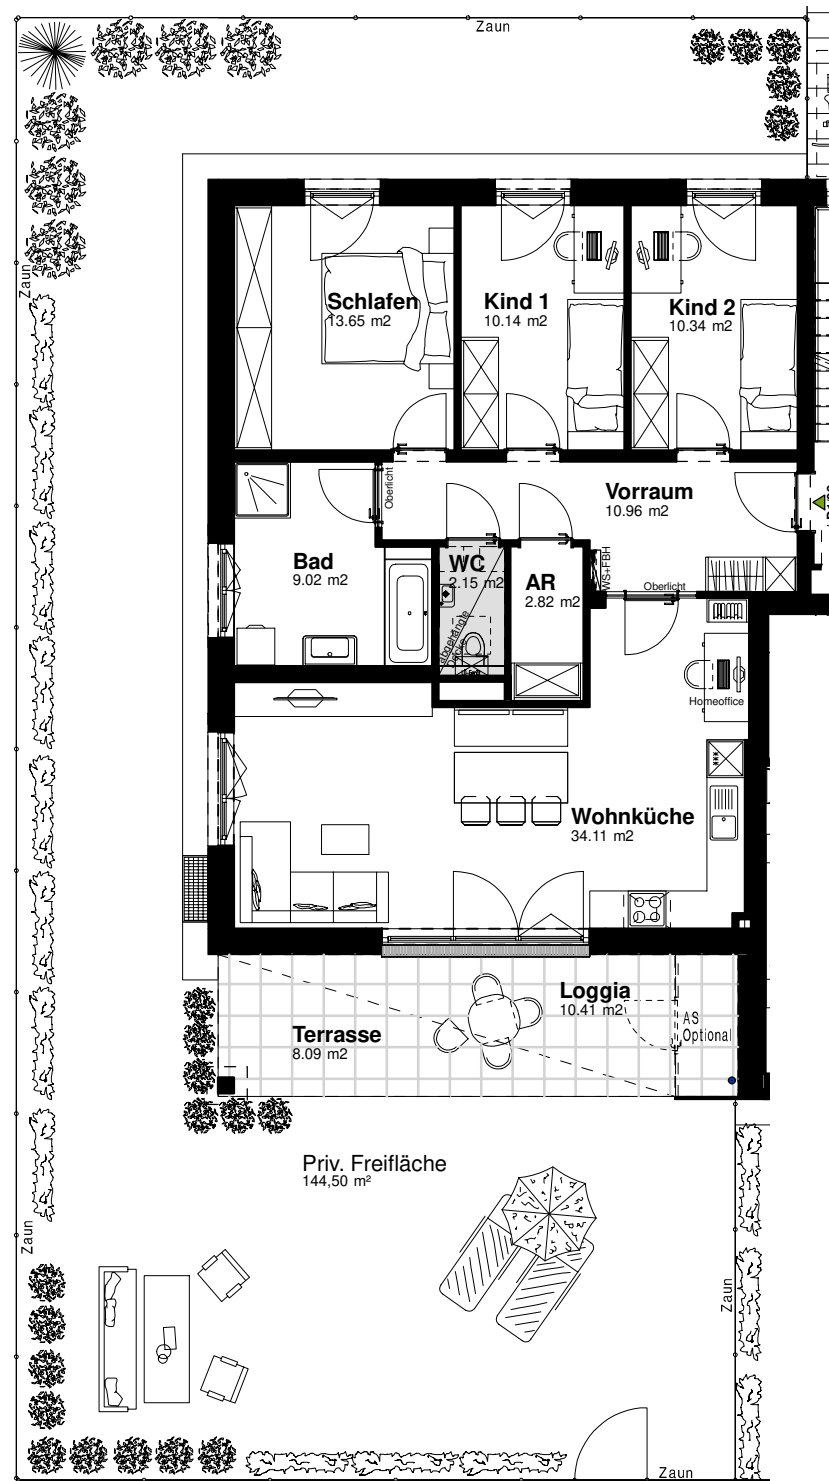 Zaun
Zaun
Schlafen
13.65 m2
Kind 1
10.14 m2
Kind 2
10.34 m2
Oberlicht
Vorraum
10.96 m2
Bad
9.02 m2
WC
2.15 m2
abgehängte
Decke
AR
2.82 m2
WS+FBH
Oberlicht
Homeoffice
Wohnküche
34.11 m2
Loggia
10.41 m2
AS
Optional
Terrasse
8.09 m2
Priv. Freifläche
144,50 m²
Zaun
Zaun
Zaun